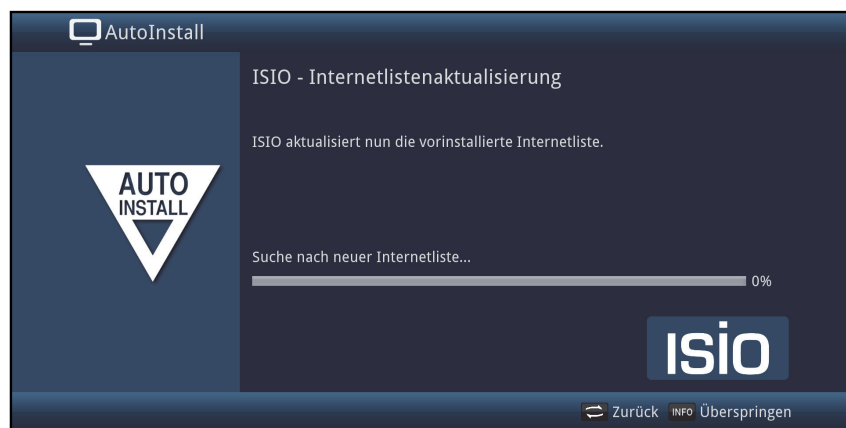 AutoInstall
ISIO - Internetlistenaktualisierung
ISIO aktualisiert nun die vorinstallierte Internetliste.
AUTO
INSTALL
Suche nach neuer Internetliste...
0%
ISiO
Zurück INFO Überspringen